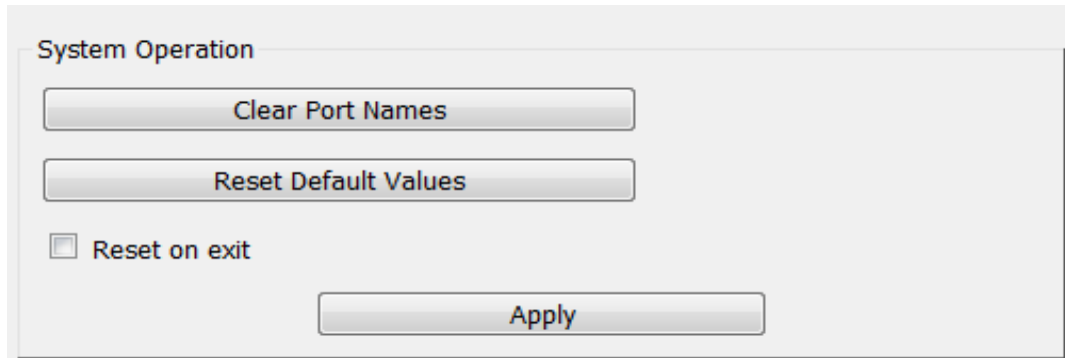 System Operation
Clear Port Names
Reset Default Values
Reset on exit
Apply